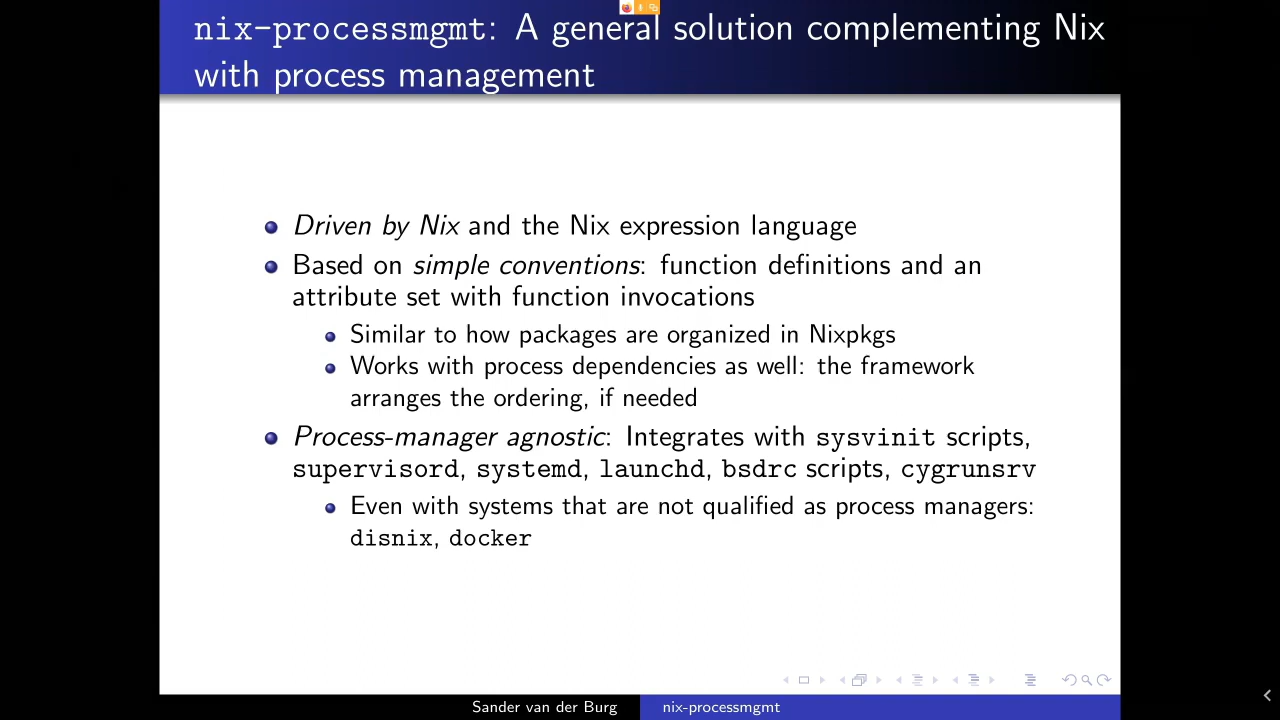 nix-processmgmt: A general solution complementing Nix
with process management
Driven by Nix and the Nix expression language
Based on simple conventions: function definitions and an
attribute set with function invocations
Similar to how packages are organized in Nixpkgs
Works with process dependencies as well: the framework
arranges the ordering, if needed
Process-manager agnostic: Integrates with sysvinit scripts,
supervisord, systemd, launchd, bsdrc scripts, cygrunsrv
Even with systems that are not qualified as process managers:
disnix, docker
Sander van der Burg
nix-processmgmt